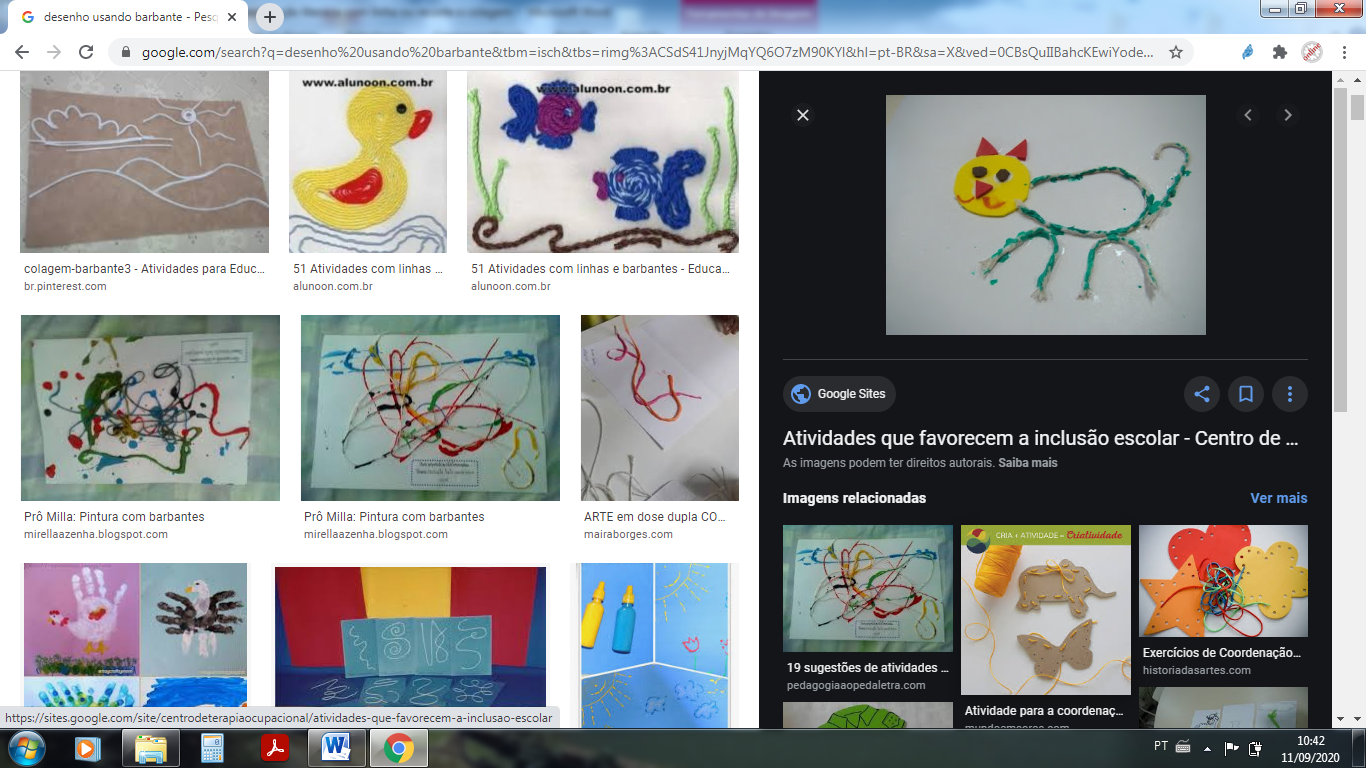 desenho usando barbante - Pesq
google.com/search?q=desenho%20usando%20barbante&tbm=isch&tbs=rimg%3ACSdS41JnyjMqYQ6O7zM90KYI&hl=pt-BR&sa=X&ved=0CBsQuIIBahcKEwiYode...
www.alunoon.com.br
www.alunoon.com.br
colagem-barbante3 - Atividades para Educ...
br.pinterest.com
51 Atividades com linhas ...
alunoon.com.br
51 Atividades com linhas e barbantes - Educa...
alunoon.com.br
Prô Milla: Pintura com barbantes
mirellaazenha.blogspot.com
Prô Milla: Pintura com barbantes
mirellaazenha.blogspot.com
ARTE em dose dupla CO...
mairaborges.com
Google Sites
Atividades que favorecem a inclusão escolar - Centro de ...
As imagens podem ter direitos autorais. Saiba mais
Imagens relacionadas
Ver mais
CRIA + ATIVIDADE = Criatividade
19 sugestões de atividades ...
pedagogiaaopedaletra.com
Atividade para a coordenaç...
Exercícios de Coordenação...
historiadasartes.com
https://sites.google.com/site/centrodeterapiaocupacional/atividades-que-favorecem-a-inclusao-escolar
PT
10:42
11/09/2020